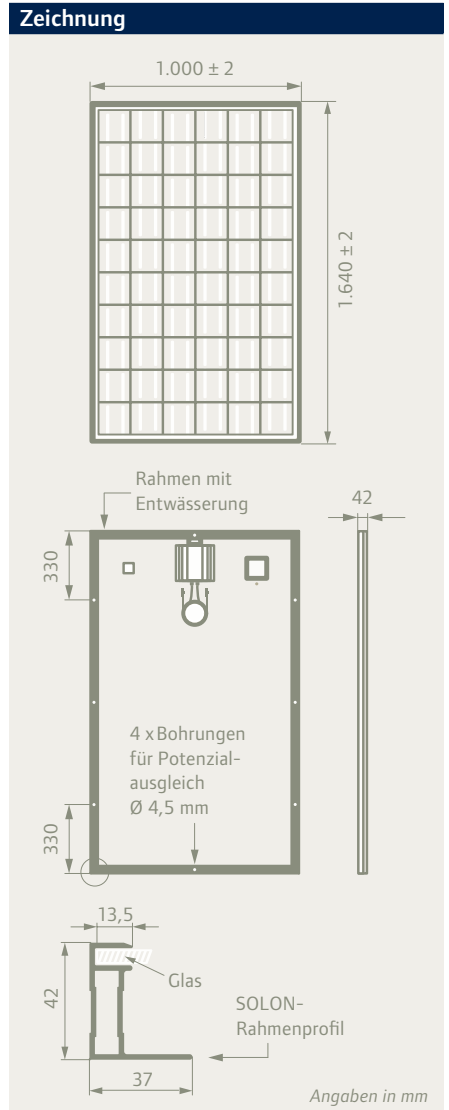 Zeichnung
1.000 ± 2
1.640 ± 2
Rahmen mit
Entwässerung
42
330
4 x Bohrungen
für Potenzial-
ausgleich
Ø 4,5 mm
330
13,5
Glas
42
SOLON-
Rahmenprofil
37
Angaben in mm